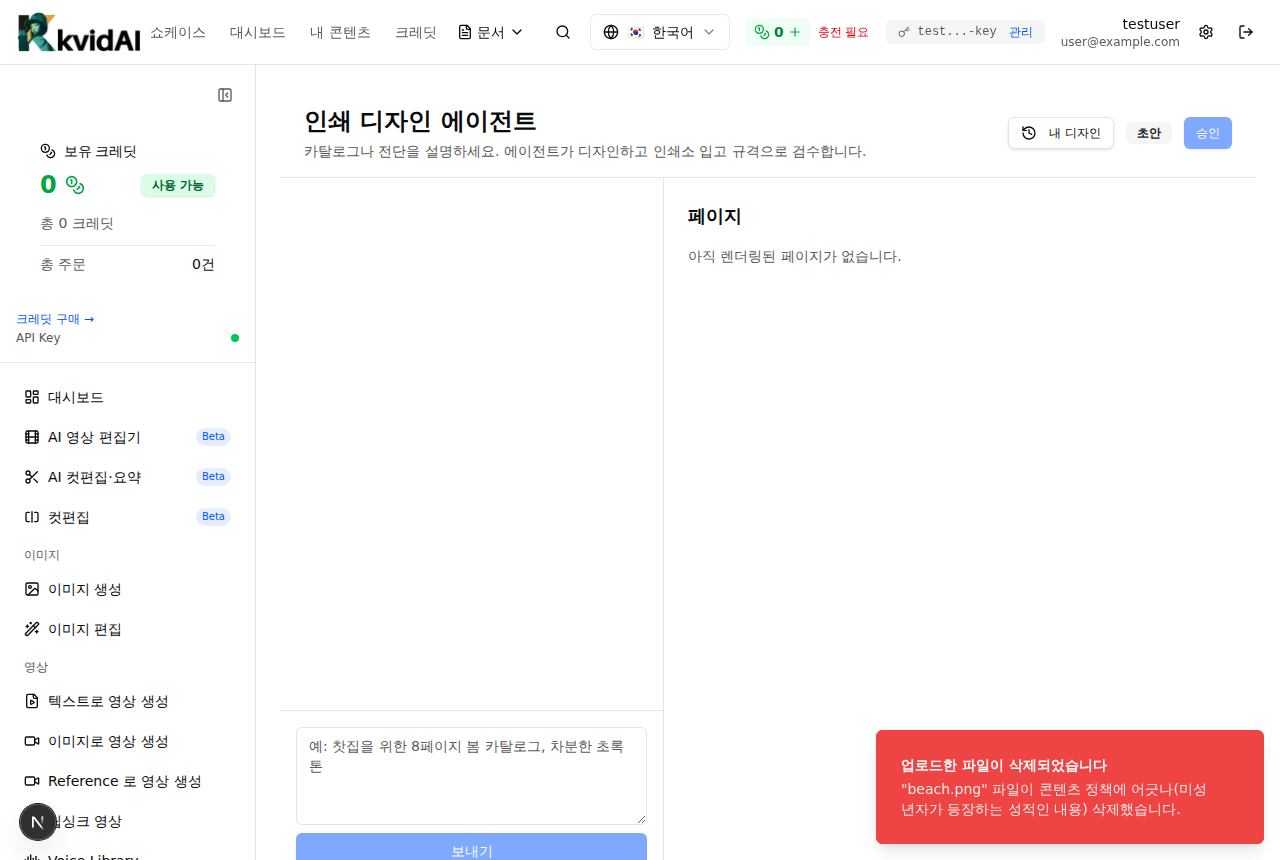 kvidAI
쇼케이스
대시보드
내 콘텐츠
크레딧
문서
한국어
0 +
충전 필요
test...-key
관리
testuser
user@example.com
보유 크레딧
0
사용 가능
총 0 크레딧
총 주문
0건
크레딧 구매 →
API Key
대시보드
AI 영상 편집기
Beta
AI 컷편집·요약
Beta
컷편집
Beta
이미지
이미지 생성
이미지 편집
영상
텍스트로 영상 생성
이미지로 영상 생성
Reference 로 영상 생성
영상
N
Voice Library
인쇄 디자인 에이전트
카탈로그나 전단을 설명하세요. 에이전트가 디자인하고 인쇄소 입고 규격으로 검수합니다.
내 디자인
초안
승인
페이지
아직 렌더링된 페이지가 없습니다.
예: 찻집을 위한 8페이지 봄 카탈로그, 차분한 초록
톤
보내기
업로드한 파일이 삭제되었습니다
"beach.png" 파일이 콘텐츠 정책에 어긋나(미성
년자가 등장하는 성적인 내용) 삭제했습니다.